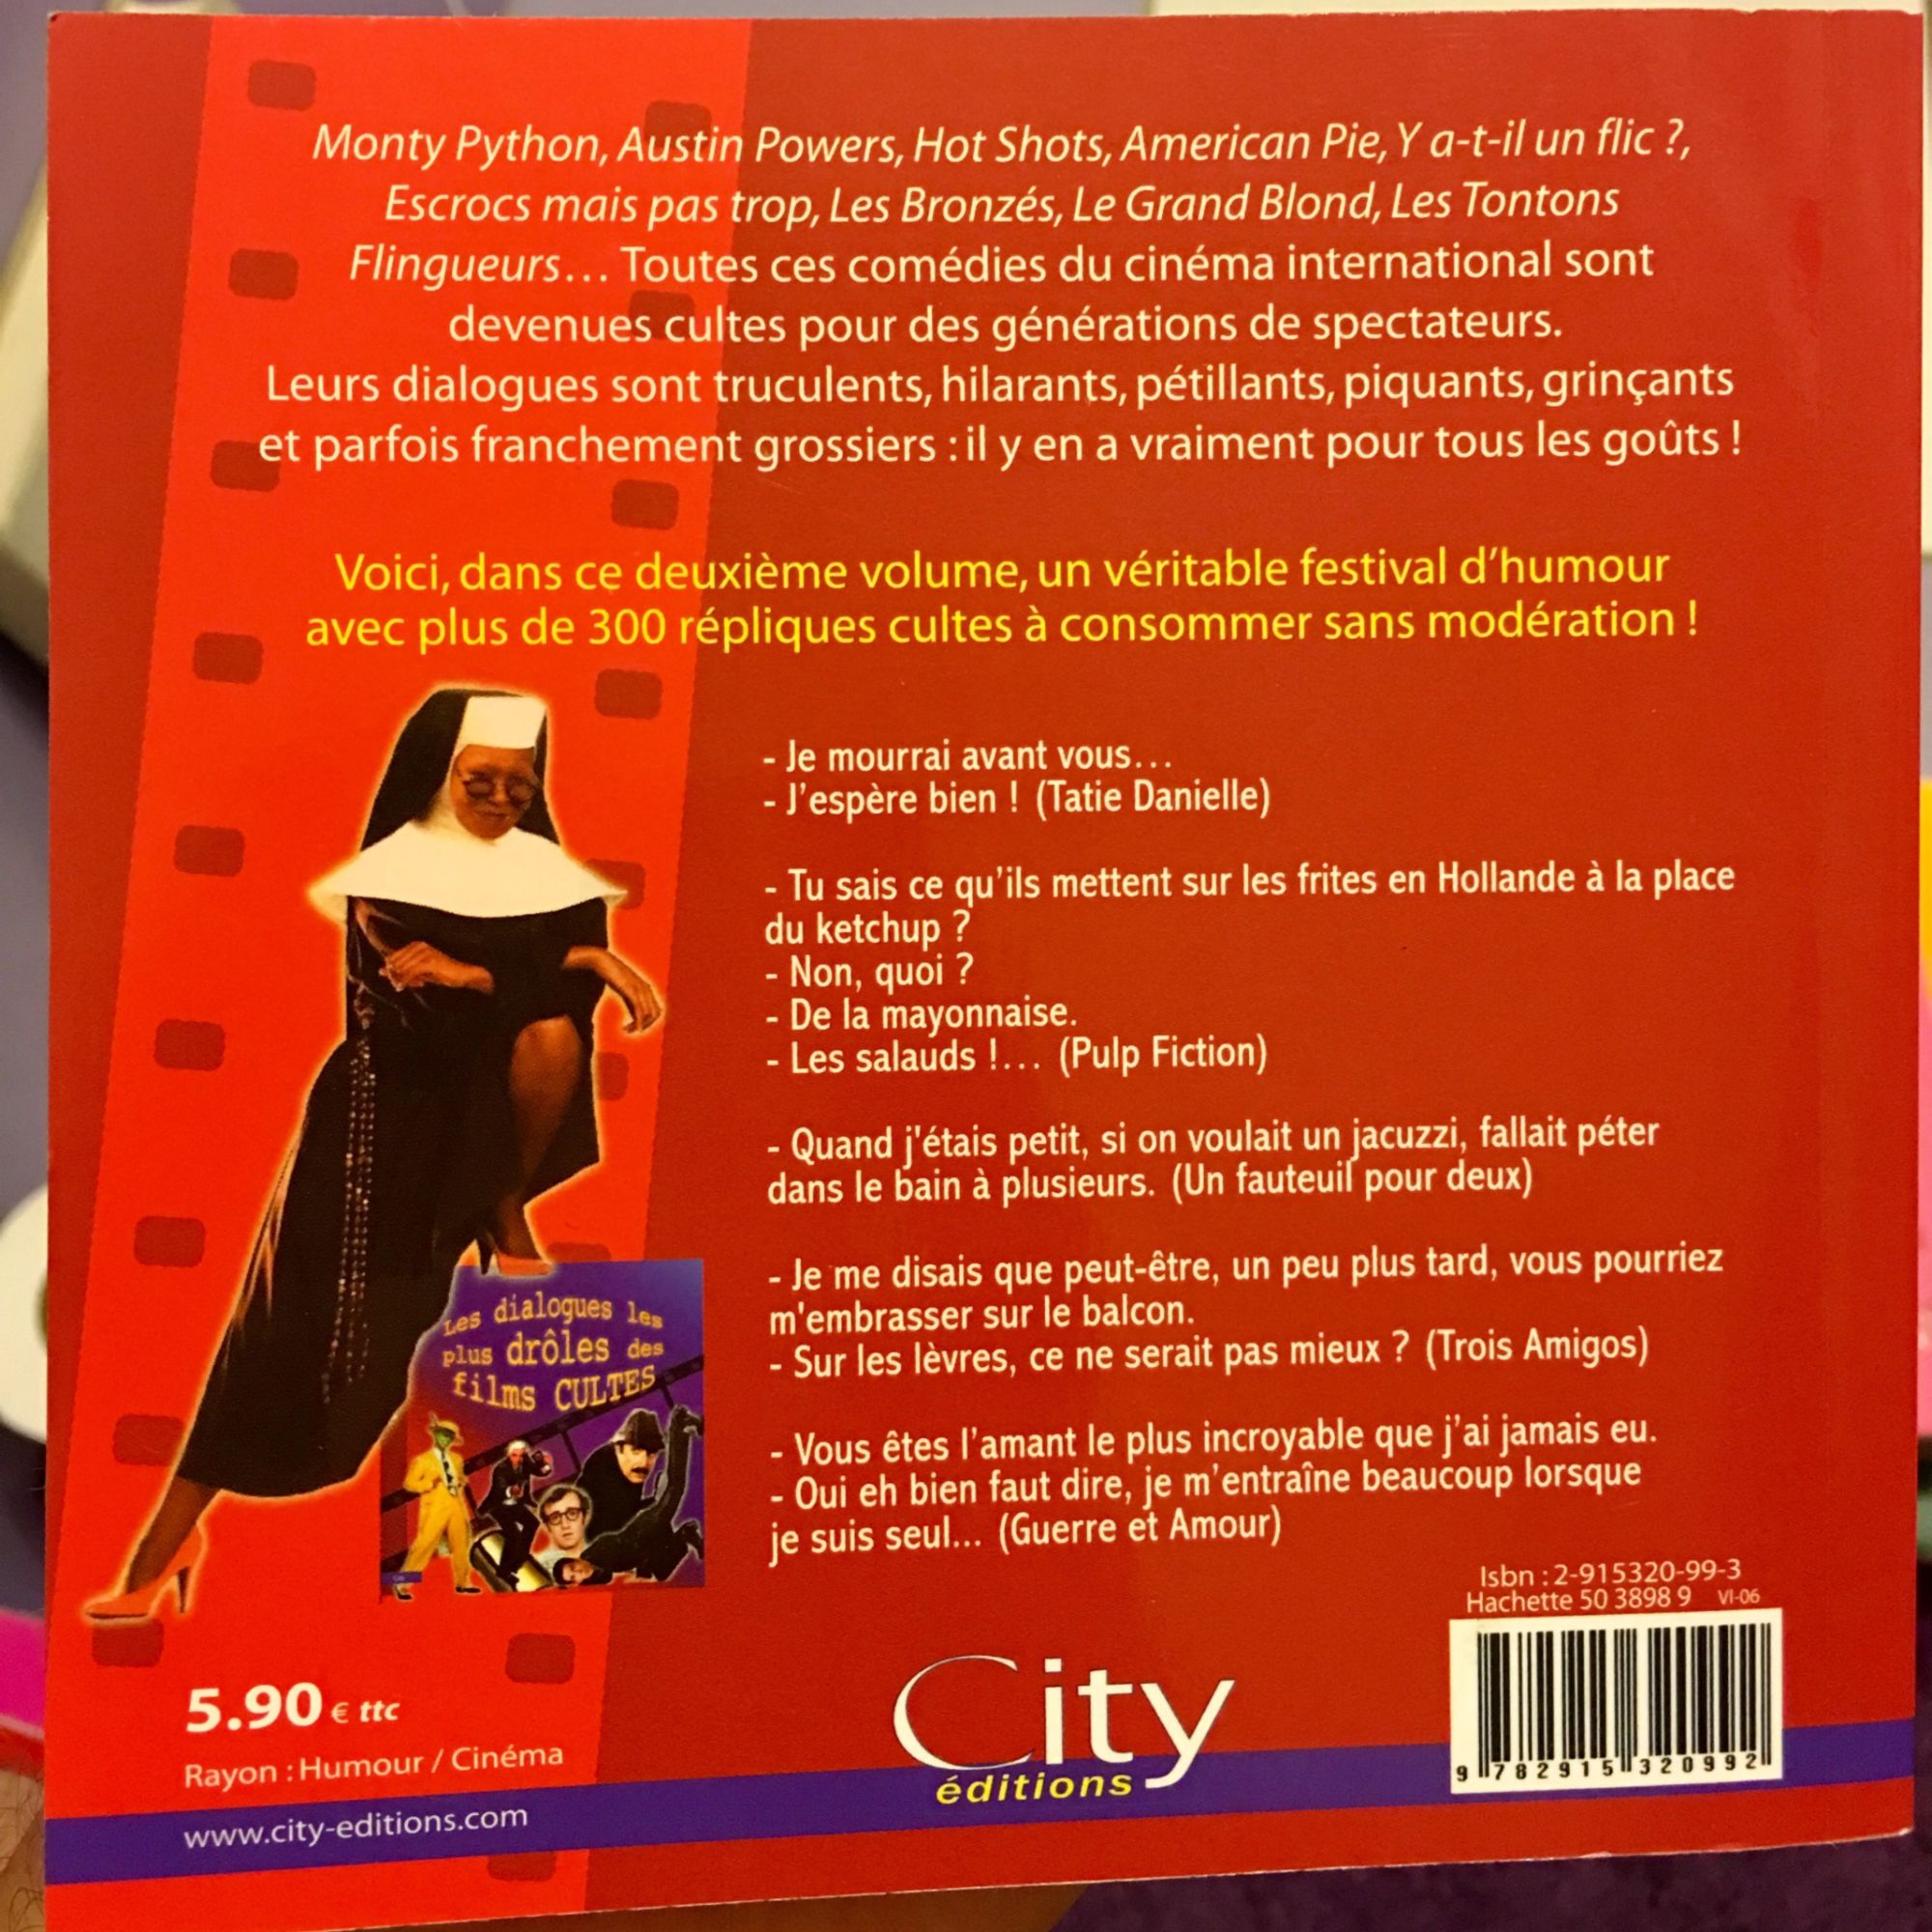 Monty Python, Austin Powers, Hot Shots, American Pie, Y a-t-il un flic ?,
Escrocs mais pas trop, Les Bronzés, Le Grand Blond, Les Tontons
Flingueurs... Toutes ces comédies du cinéma international sont
devenues cultes pour des générations de spectateurs.
Leurs dialogues sont truculents, hilarants, pétillants, piquants, grinçants
et parfois franchement grossiers : il y en a vraiment pour tous les goûts !
Voici, dans ce deuxième volume, un véritable festival d'humour
avec plus de 300 répliques cultes à consommer sans modération !
- Je mourrai avant vous...
- J'espère bien ! (Tatie Danielle)
- Tu sais ce qu'ils mettent sur les frites en Hollande à la place
du ketchup ?
- Non, quoi ?
- De la mayonnaise.
- Les salauds !... (Pulp Fiction)
- Quand j'étais petit, si on voulait un jacuzzi, fallait péter
dans le bain à plusieurs. (Un fauteuil pour deux)
- Je me disais que peut-être, un peu plus tard, vous pourriez
m'embrasser sur le balcon.
- Sur les lèvres, ce ne serait pas mieux ? (Trois Amigos)
- Vous êtes l'amant le plus incroyable que j'ai jamais eu.
- Oui eh bien faut dire, je m'entraîne beaucoup lorsque
je suis seul... (Guerre et Amour)
Les dialogues les
plus drôles des
films CULTES
Isbn : 2-915320-99-3
Hachette 50 3898 9 VI-06
9 782915 320992
5.90 € ttc
Rayon : Humour / Cinéma
City
éditions
www.city-editions.com